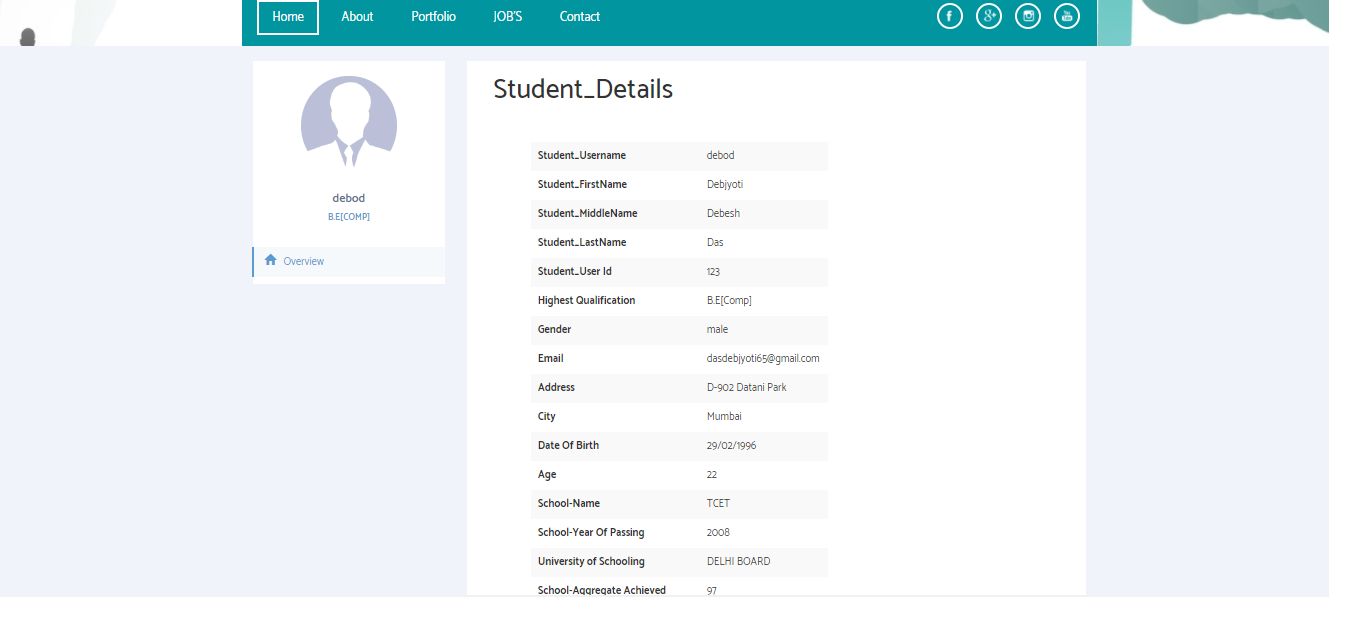 Home About Portfolio JOB'S Contact
debod
B.E[COMP]
Overview
Student_Details
Student_Username debod
Student_FirstName Debjyoti
Student_MiddleName Debesh
Student_LastName Das
Student_User Id 123
Highest Qualification B.E[Comp]
Gender male
Email dasdebjyoti65@gmail.com
Address D-902 Datani Park
City Mumbai
Date Of Birth 29/02/1996
Age 22
School-Name TCET
School-Year Of Passing 2008
University of Schooling DELHI BOARD
School-Aggregate Achieved 97